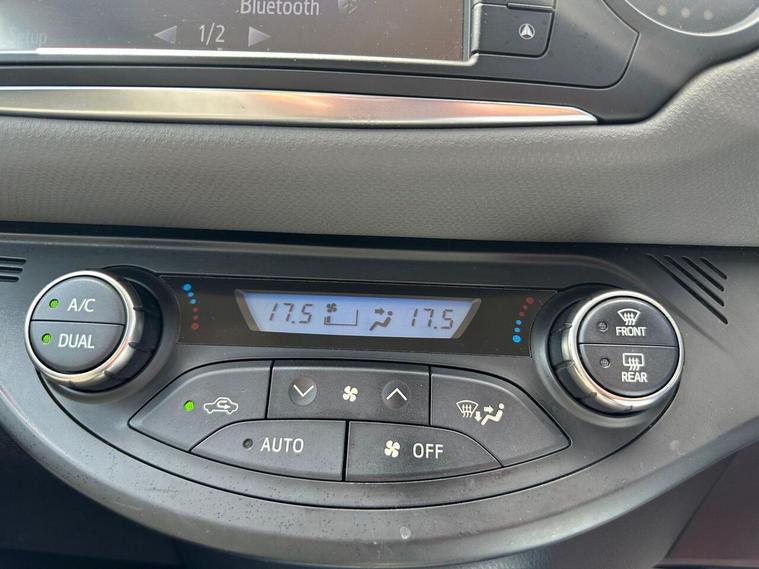 Bluetooth
Setup
1/2
A/C
DUAL
17.5
17.5
FRONT
REAR
AUTO
OFF